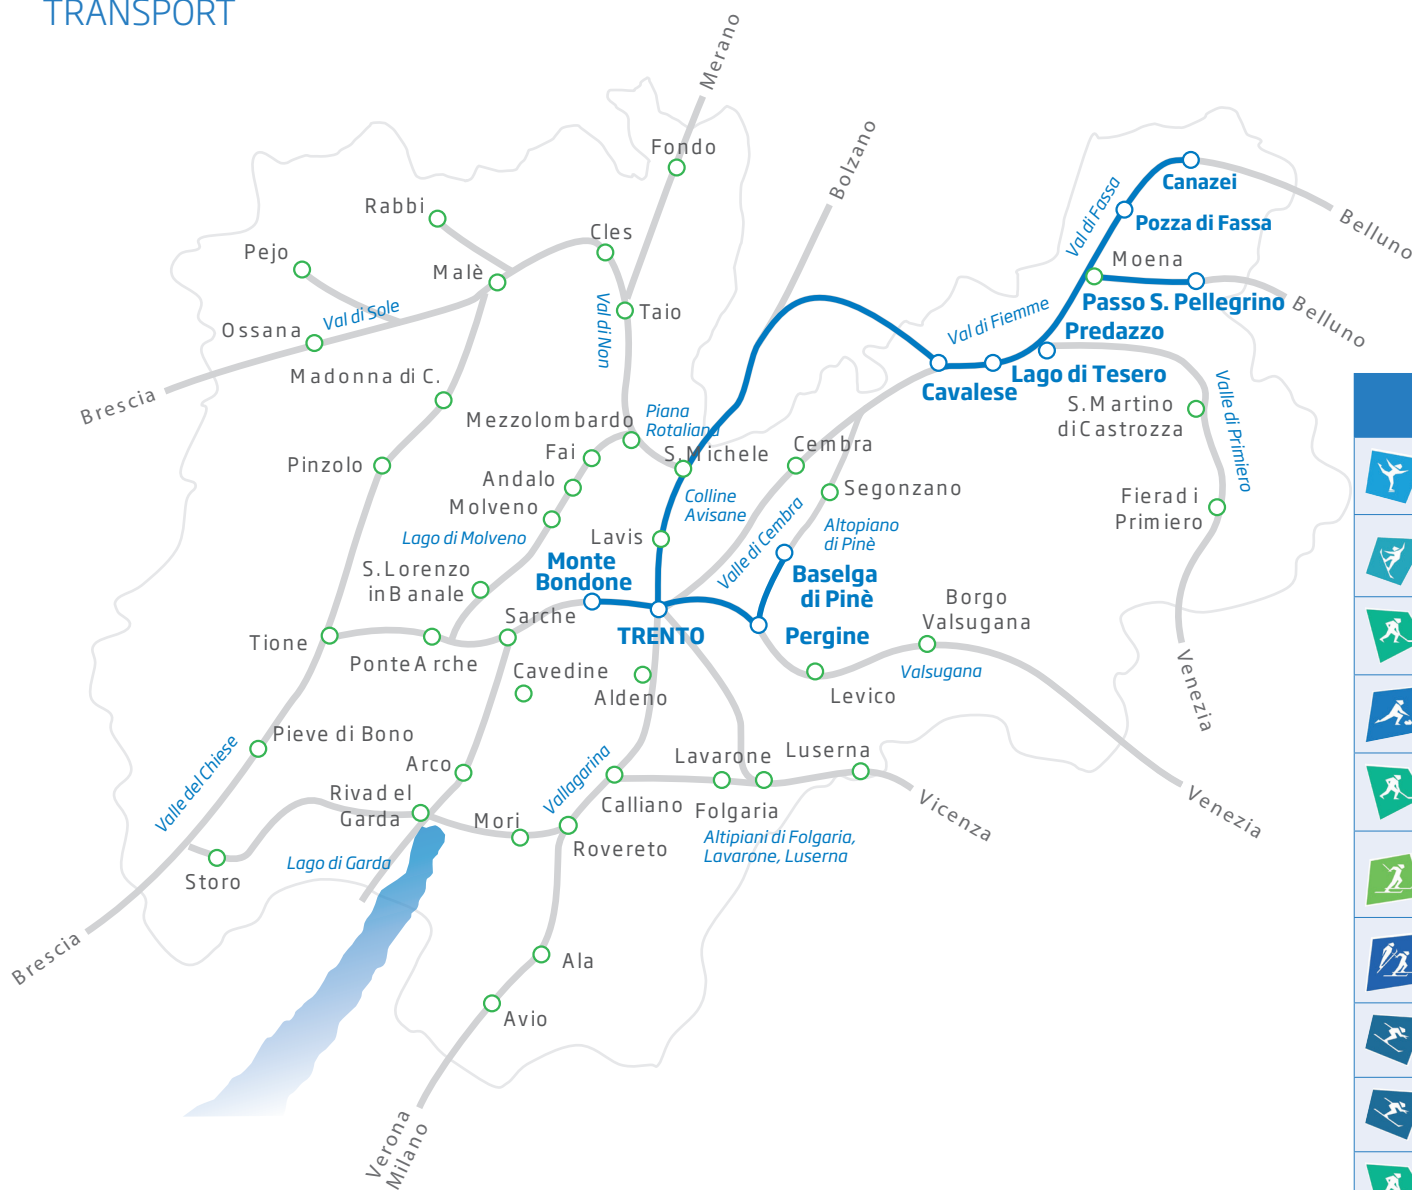 TRANSPORT
Merano
Bolzano
Fondo
Rabbi
Cles
Pejo
Malè
Val di Sole
Ossana
Val di Non
Taio
Madonna di C.
Brescia
Mezzolombardo
Piana
Rotaliana
Fai
S. Michele
Pinzolo
Andalo
Molveno
Colline
Avisane
Lago di Molveno
Lavis
S. Lorenzo
in Banale
Monte
Bondone
Sarche
TRENTO
Tione
Ponte Arche
Cavedine
Aldeno
Canazei
Val di Fassa
Pozza di Fassa
Belluno
Moena
Passo S. Pellegrino
Belluno
Val di Fiemme
Predazzo
Lago di Tesero
Cavalese
S. Martino
di Castrozza
Valle di Primiero
Cembra
Segonzano
Fiera di
Primiero
Valle di Cembra
Altopiano
di Pinè
Baselga
di Pinè
Pergine
Borgo
Valsugana
Valsugana
Levico
Venezia
Pieve di Bono
Valle del Chiese
Arco
Riva del
Garda
Mori
Vallagarina
Calliano
Lavarone
Luserna
Folgaria
Vicenza
Venezia
Altipiani di Folgaria,
Lavarone, Luserna
Rovereto
Lago di Garda
Storo
Brescia
Ala
Avio
Verona
Milano